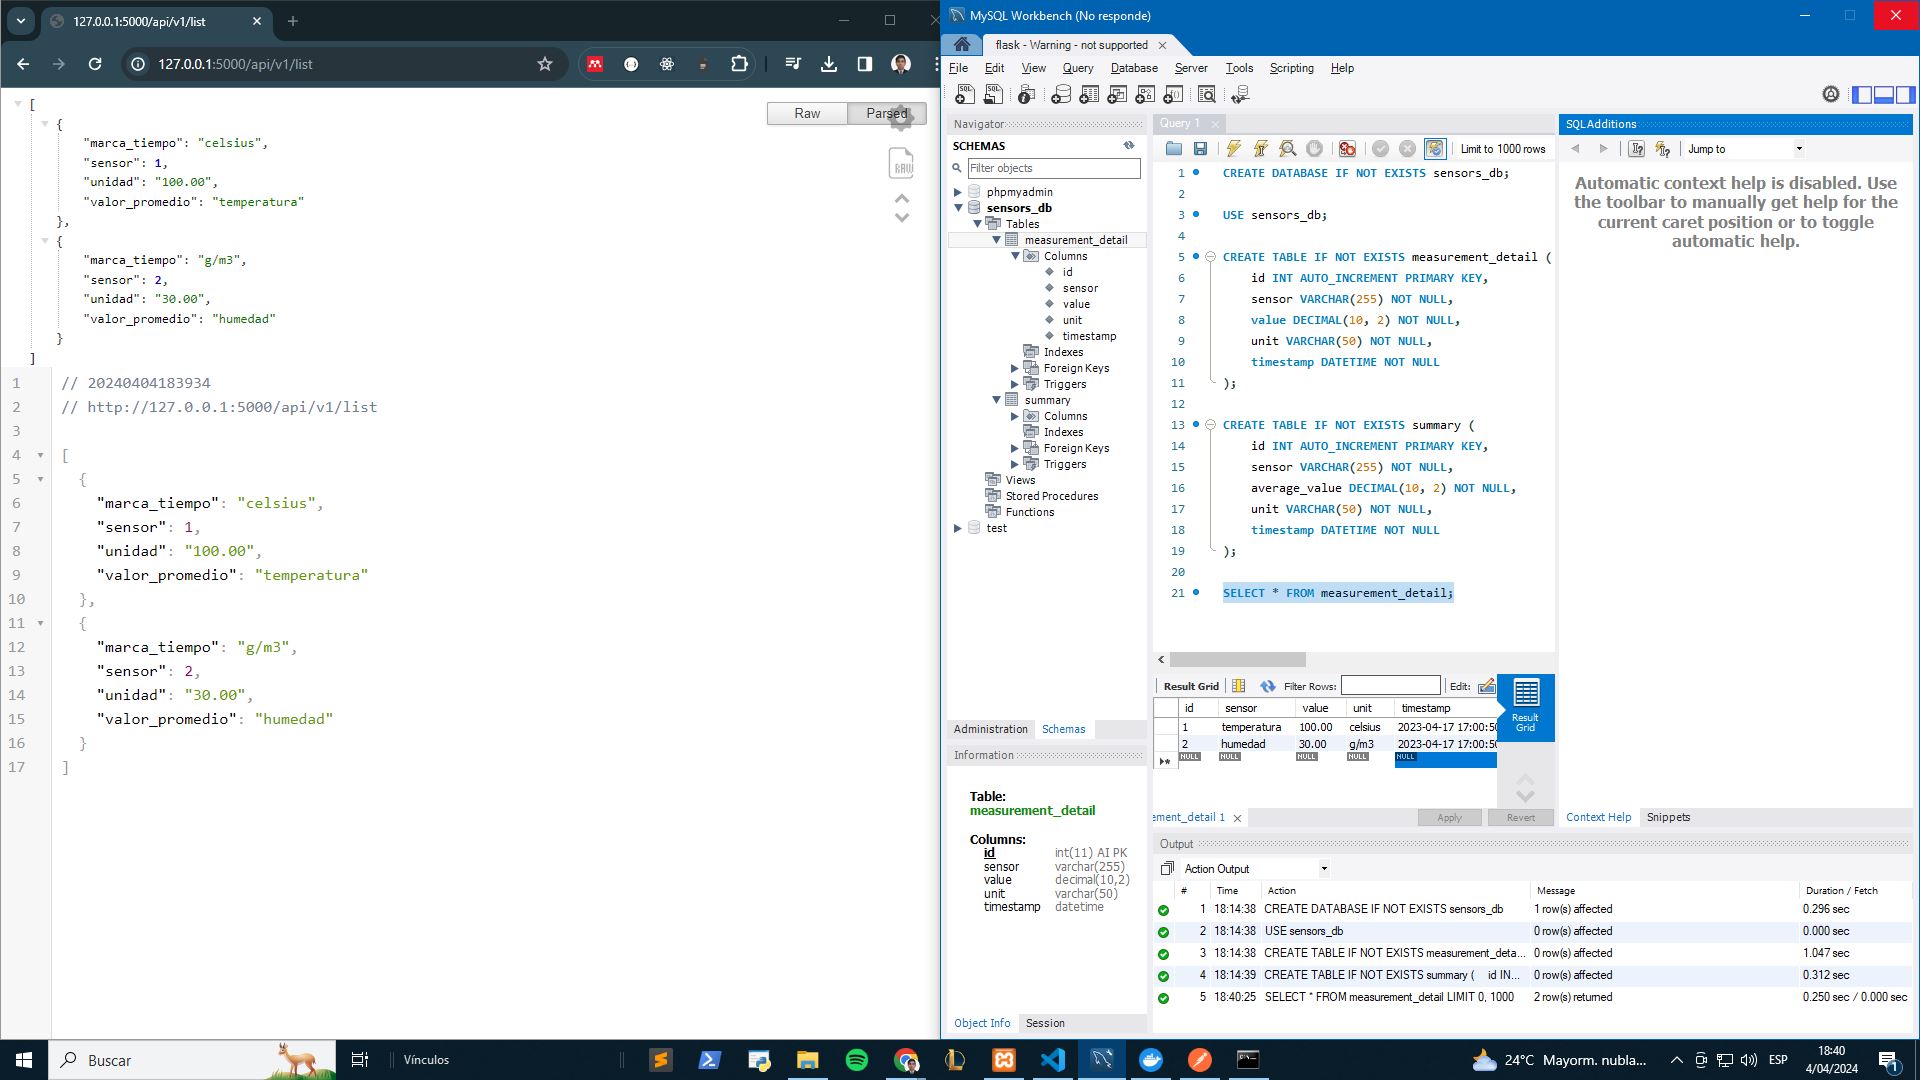 127.0.0.1:5000/api/v1/list
127.0.0.1:5000/api/v1/list
[
{
"marca_tiempo": "celsius",
"sensor": 1,
"unidad": "100.00",
"valor_promedio": "temperatura"
},
{
"marca_tiempo": "g/m3",
"sensor": 2,
"unidad": "30.00",
"valor_promedio": "humedad"
}
]
Raw
Parsed
RAW
1 // 20240404183934
2 // http://127.0.0.1:5000/api/v1/list
3
4 [
5 {
6 "marca_tiempo": "celsius",
7 "sensor": 1,
8 "unidad": "100.00",
9 "valor_promedio": "temperatura"
10 },
11 {
12 "marca_tiempo": "g/m3",
13 "sensor": 2,
14 "unidad": "30.00",
15 "valor_promedio": "humedad"
16 }
17 ]
MySQL Workbench (No responde)
flask - Warning - not supported
File Edit View Query Database Server Tools Scripting Help
Navigator
SCHEMAS
Filter objects
phpmyadmin
sensors_db
Tables
measurement_detail
Columns
id
sensor
value
unit
timestamp
Indexes
Foreign Keys
Triggers
summary
Columns
Indexes
Foreign Keys
Triggers
Views
Stored Procedures
Functions
test
Administration Schemas
Information
Table:
measurement_detail
Columns:
id int(11) AI PK
sensor varchar(255)
value decimal(10,2)
unit varchar(50)
timestamp datetime
Object Info Session
Query 1
Limit to 1000 rows
1 CREATE DATABASE IF NOT EXISTS sensors_db;
2
3 USE sensors_db;
4
5 CREATE TABLE IF NOT EXISTS measurement_detail (
6 id INT AUTO_INCREMENT PRIMARY KEY,
7 sensor VARCHAR(255) NOT NULL,
8 value DECIMAL(10, 2) NOT NULL,
9 unit VARCHAR(50) NOT NULL,
10 timestamp DATETIME NOT NULL
11 );
12
13 CREATE TABLE IF NOT EXISTS summary (
14 id INT AUTO_INCREMENT PRIMARY KEY,
15 sensor VARCHAR(255) NOT NULL,
16 average_value DECIMAL(10, 2) NOT NULL,
17 unit VARCHAR(50) NOT NULL,
18 timestamp DATETIME NOT NULL
19 );
20
21 SELECT * FROM measurement_detail;
Result Grid Filter Rows: Edit:
id sensor value unit timestamp
1 temperatura 100.00 celsius 2023-04-17 17:00:50
2 humedad 30.00 g/m3 2023-04-17 17:00:50
NULL NULL NULL NULL NULL
Result
Grid
ement_detail 1
Apply Revert
SQLAdditions
Jump to
Automatic context help is disabled. Use
the toolbar to manually get help for the
current caret position or to toggle
automatic help.
Context Help Snippets
Output
Action Output
# Time Action Message Duration / Fetch
1 18:14:38 CREATE DATABASE IF NOT EXISTS sensors_db 1 row(s) affected 0.296 sec
2 18:14:38 USE sensors_db 0 row(s) affected 0.000 sec
3 18:14:38 CREATE TABLE IF NOT EXISTS measurement_deta... 0 row(s) affected 1.047 sec
4 18:14:39 CREATE TABLE IF NOT EXISTS summary ( id IN... 0 row(s) affected 0.312 sec
5 18:40:25 SELECT * FROM measurement_detail LIMIT 0, 1000 2 row(s) returned 0.250 sec / 0.000 sec
Buscar
Vínculos
24°C Mayorm. nubla...
ESP
18:40
4/04/2024
1